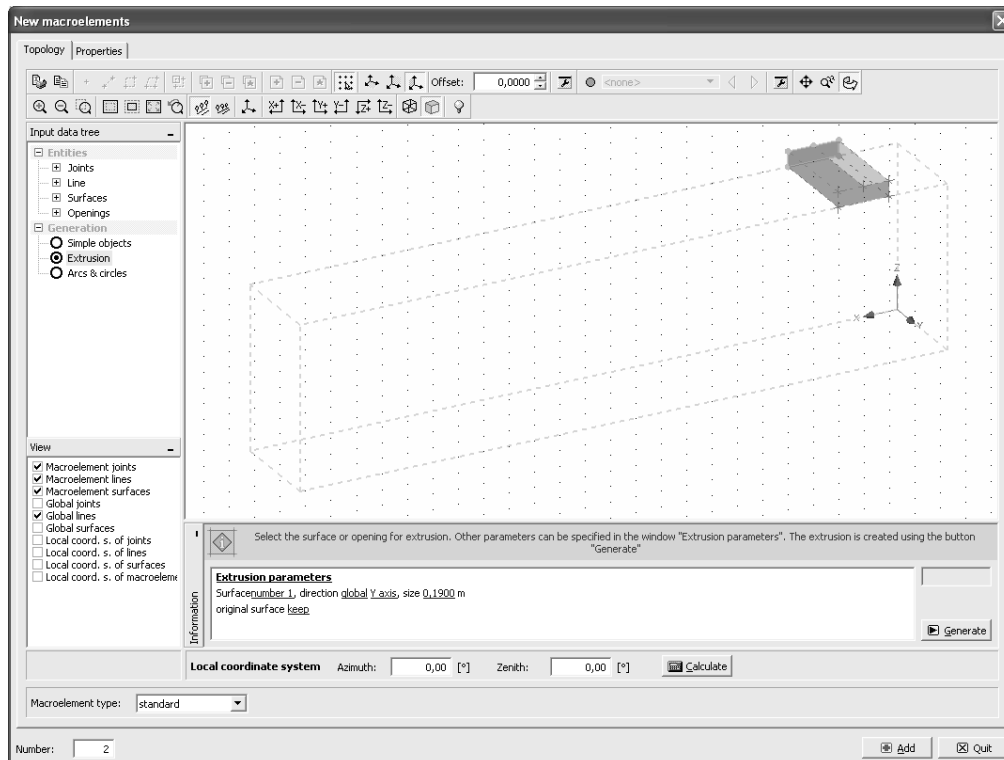 New macroelements
Topology
Properties
Offset:
0,0000
<none>
X+
X-
Y+
Y-
Z+
Z-
Input data tree
Entities
Joints
Line
Surfaces
Openings
Generation
Simple objects
Extrusion
Arcs & circles
Z
X
Y
View
Macroelement joints
Macroelement lines
Macroelement surfaces
Global joints
Global lines
Global surfaces
Local coord. s. of joints
Local coord. s. of lines
Local coord. s. of surfaces
Local coord. s. of macroeleme
Information
Select the surface or opening for extrusion. Other parameters can be specified in the window "Extrusion parameters". The extrusion is created using the button
"Generate"
Extrusion parameters
Surfacenumber 1, direction global Y axis, size 0,1900 m
original surface keep
Generate
Local coordinate system Azimuth: 0,00 [°] Zenith: 0,00 [°] Calculate
Macroelement type: standard
Number: 2
Add
Quit